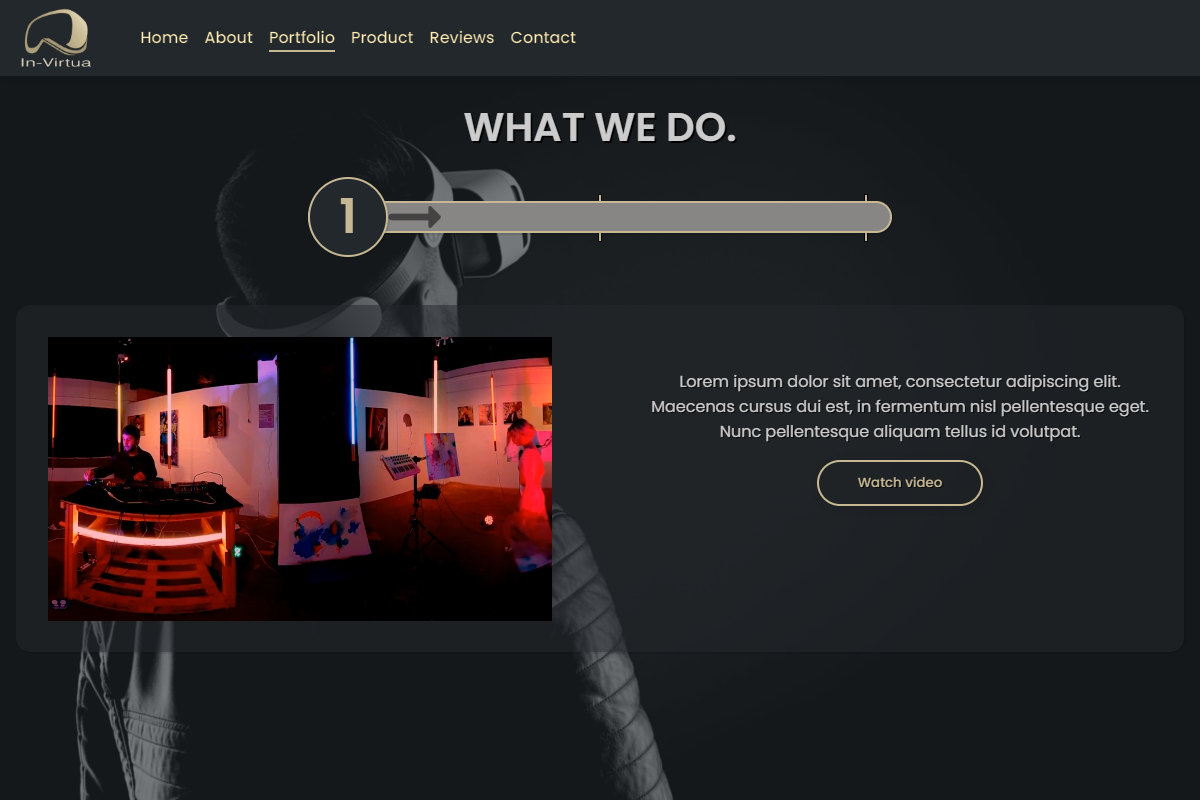 In-Virtua
Home About Portfolio Product Reviews Contact
WHAT WE DO.
1
Lorem ipsum dolor sit amet, consectetur adipiscing elit.
Maecenas cursus dui est, in fermentum nisl pellentesque eget.
Nunc pellentesque aliquam tellus id volutpat.
Watch video